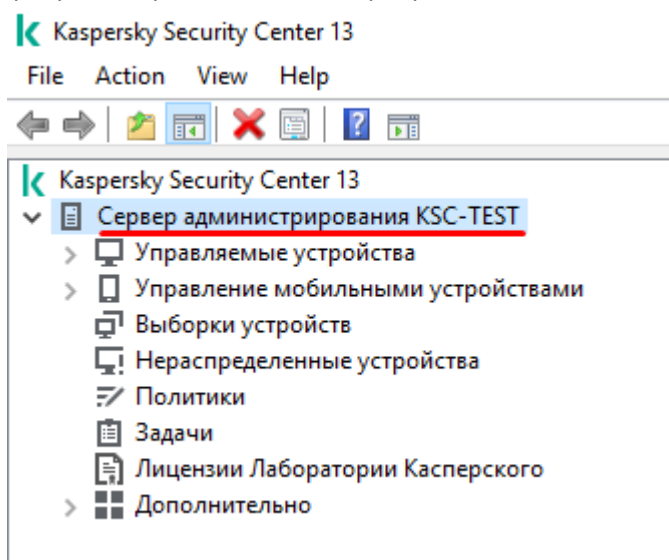 Kaspersky Security Center 13
File Action View Help
Kaspersky Security Center 13
Сервер администрирования KSC-TEST
Управляемые устройства
Управление мобильными устройствами
Выборки устройств
Нераспределенные устройства
Политики
Задачи
Лицензии Лаборатории Касперского
Дополнительно